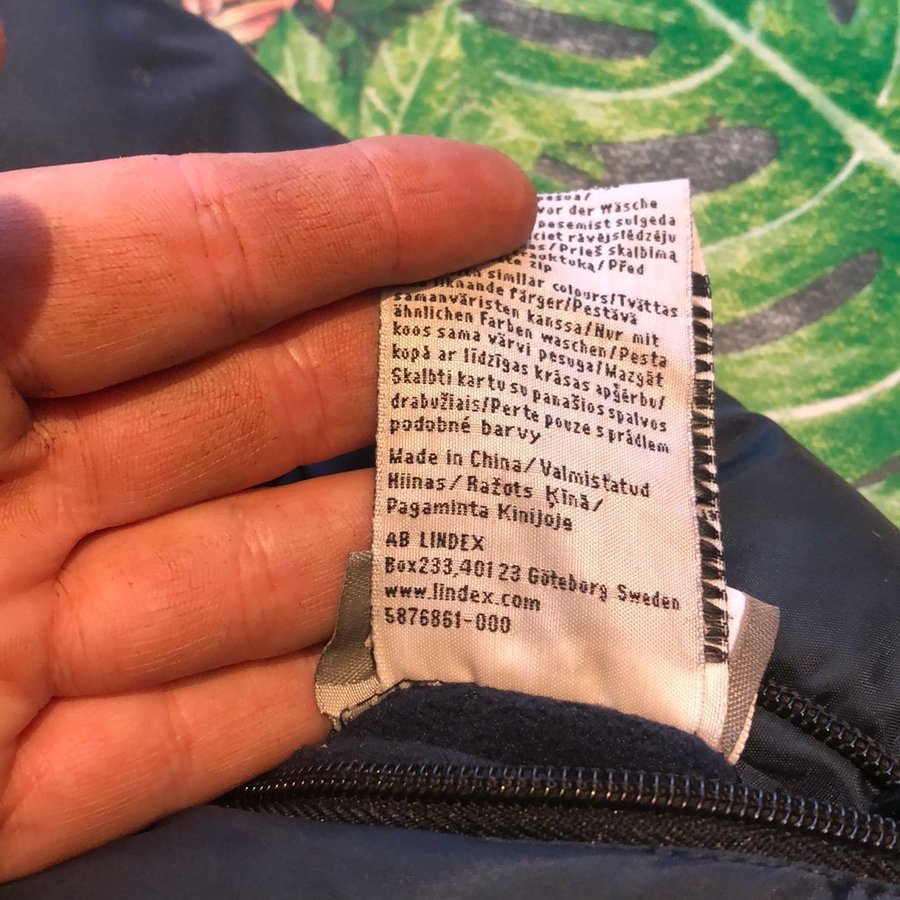 vor der Wäsche
pesemist sulgeda
rāvējslēdzēju
Prieš skalbimą
Před
zip
similar colours/Tvättas
liknande färger/Pestävä
samanväristen kanssa/Nur mit
ähnlichen Farben waschen/Pesta
koos sama värvi pesuga/Mazgāt
kopā ar līdzīgas krāsas apģērbu/
Skalbti kartu su panašios spalvos
drabužiais/Perte pouze s prádlem
podobné barvy
Made in China/Valmistatud
Hiinas/Ražots Ķīnā/
Pagaminta Kinijoje
AB LINDEX
Box233,401 23 Göteborg Sweden
www.lindex.com
5876861-000